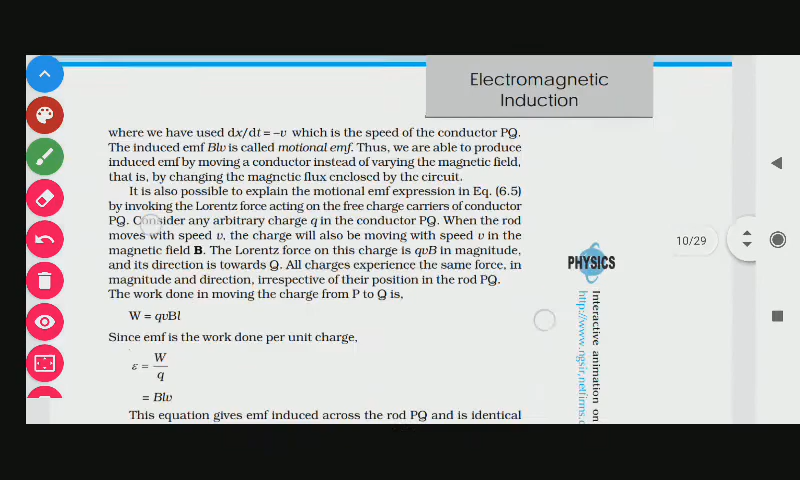 Electromagnetic
Induction
where we have used dx/dt = –v which is the speed of the conductor PQ.
The induced emf Blv is called motional emf. Thus, we are able to produce
induced emf by moving a conductor instead of varying the magnetic field,
that is, by changing the magnetic flux enclosed by the circuit.
It is also possible to explain the motional emf expression in Eq. (6.5)
by invoking the Lorentz force acting on the free charge carriers of conductor
PQ. Consider any arbitrary charge q in the conductor PQ. When the rod
moves with speed v, the charge will also be moving with speed v in the
magnetic field B. The Lorentz force on this charge is qvB in magnitude,
and its direction is towards Q. All charges experience the same force, in
magnitude and direction, irrespective of their position in the rod PQ.
The work done in moving the charge from P to Q is,
W = qvBl
Since emf is the work done per unit charge,
ε = W
q
= Blv
This equation gives emf induced across the rod PQ and is identical
PHYSICS
Interactive animation on
http://www.ngsir.netfirms.c
10/29